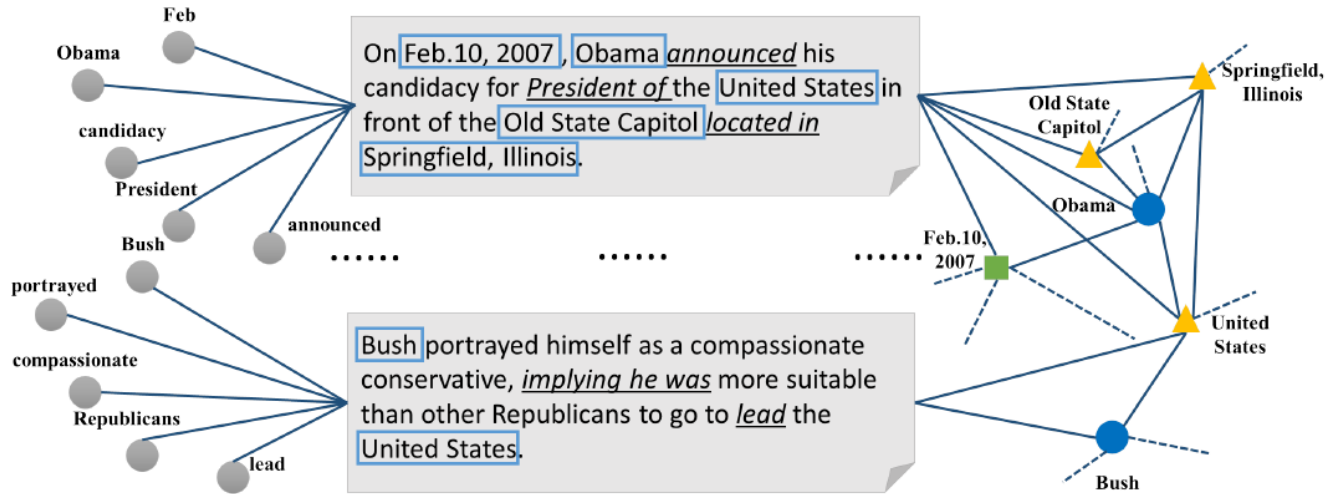 Feb
Obama
candidacy
President
announced
On Feb.10, 2007 , Obama announced his
candidacy for President of the United States in
front of the Old State Capitol located in
Springfield, Illinois.
Springfield,
Illinois
Old State
Capitol
Obama
Feb.10,
2007
United
States
......
......
......
Bush
portrayed
compassionate
Republicans
lead
Bush portrayed himself as a compassionate
conservative, implying he was more suitable
than other Republicans to go to lead the
United States.
Bush